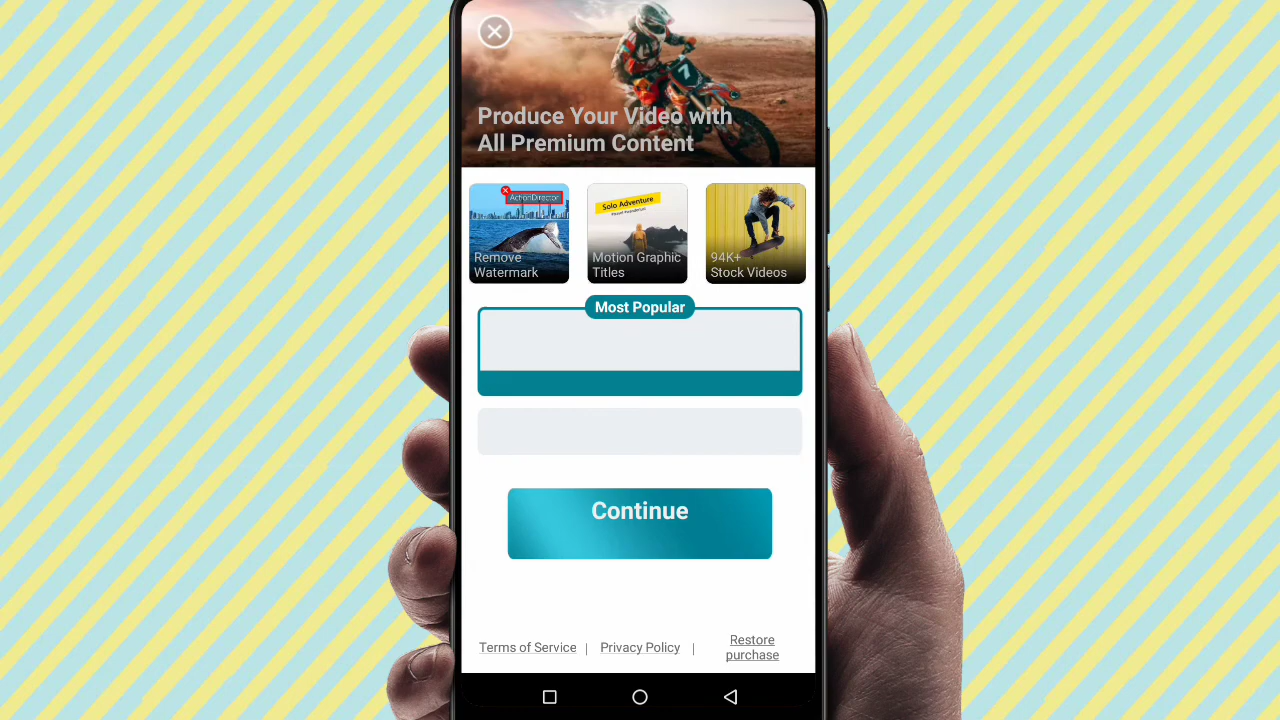 Produce Your Video with
All Premium Content
ActionDirector
Remove
Watermark
Solo Adventure
Motion Graphic
Titles
94K+
Stock Videos
Most Popular
Continue
Terms of Service | Privacy Policy | Restore purchase